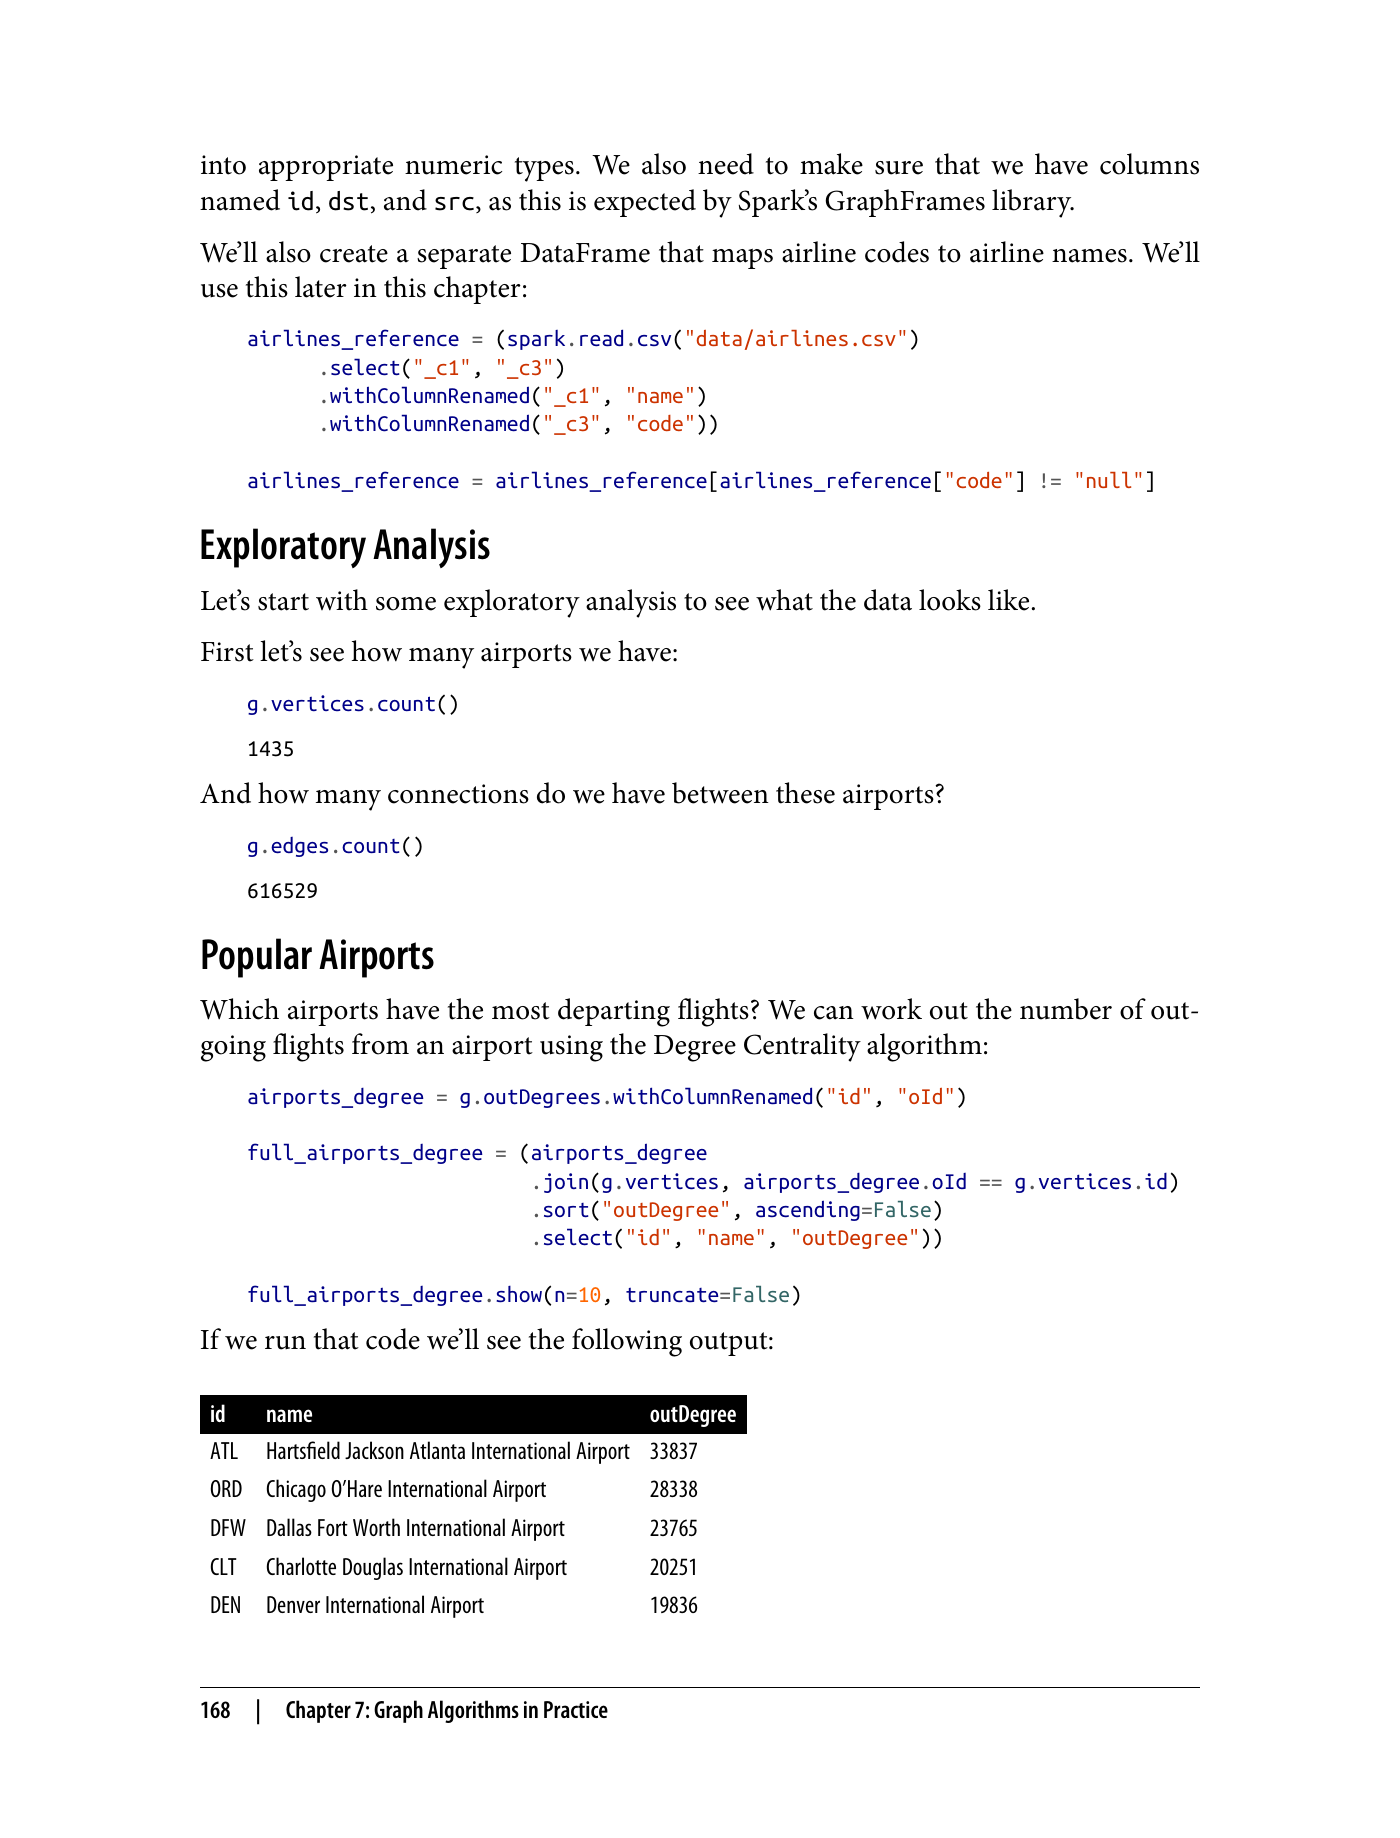 into appropriate numeric types. We also need to make sure that we have columns
named id, dst, and src, as this is expected by Spark’s GraphFrames library.
We’ll also create a separate DataFrame that maps airline codes to airline names. We’ll
use this later in this chapter:
airlines_reference = (spark.read.csv("data/airlines.csv")
      .select("_c1", "_c3")
      .withColumnRenamed("_c1", "name")
      .withColumnRenamed("_c3", "code"))
airlines_reference = airlines_reference[airlines_reference["code"] != "null"]
Exploratory Analysis
Let’s start with some exploratory analysis to see what the data looks like.
First let’s see how many airports we have:
g.vertices.count()
1435
And how many connections do we have between these airports?
g.edges.count()
616529
Popular Airports
Which airports have the most departing flights? We can work out the number of out-
going flights from an airport using the Degree Centrality algorithm:
airports_degree = g.outDegrees.withColumnRenamed("id", "oId")
full_airports_degree = (airports_degree
                        .join(g.vertices, airports_degree.oId == g.vertices.id)
                        .sort("outDegree", ascending=False)
                        .select("id", "name", "outDegree"))
full_airports_degree.show(n=10, truncate=False)
If we run that code we’ll see the following output:
id name outDegree
ATL Hartsfield Jackson Atlanta International Airport 33837
ORD Chicago O’Hare International Airport 28338
DFW Dallas Fort Worth International Airport 23765
CLT Charlotte Douglas International Airport 20251
DEN Denver International Airport 19836
168 | Chapter 7: Graph Algorithms in Practice